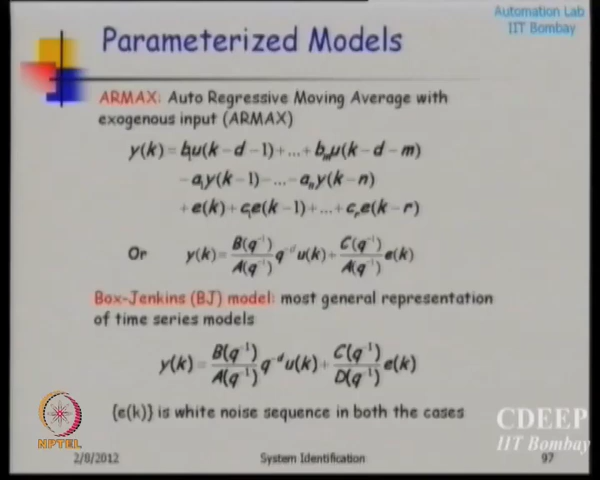 Automation Lab
IIT Bombay
Parameterized Models
ARMAX: Auto Regressive Moving Average with
exogenous input (ARMAX)
y(k) = b₁u(k − d − 1) + ... + bₘu(k − d − m)
− a₁y(k − 1) − ... − aₙy(k − n)
+ e(k) + c₁e(k − 1) + ... + cᵣe(k − r)
Or y(k) = B(q⁻¹)/A(q⁻¹) q⁻ᵈ u(k) + C(q⁻¹)/A(q⁻¹) e(k)
Box-Jenkins (BJ) model: most general representation
of time series models
y(k) = B(q⁻¹)/A(q⁻¹) q⁻ᵈ u(k) + C(q⁻¹)/D(q⁻¹) e(k)
{e(k)} is white noise sequence in both the cases
NPTEL
CDEEP
IIT Bombay
2/8/2012 System Identification 97